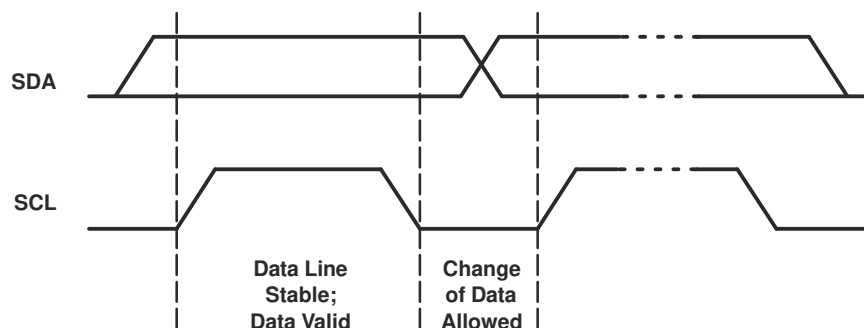 SDA
SCL
Data Line
Stable;
Data Valid
Change
of Data
Allowed